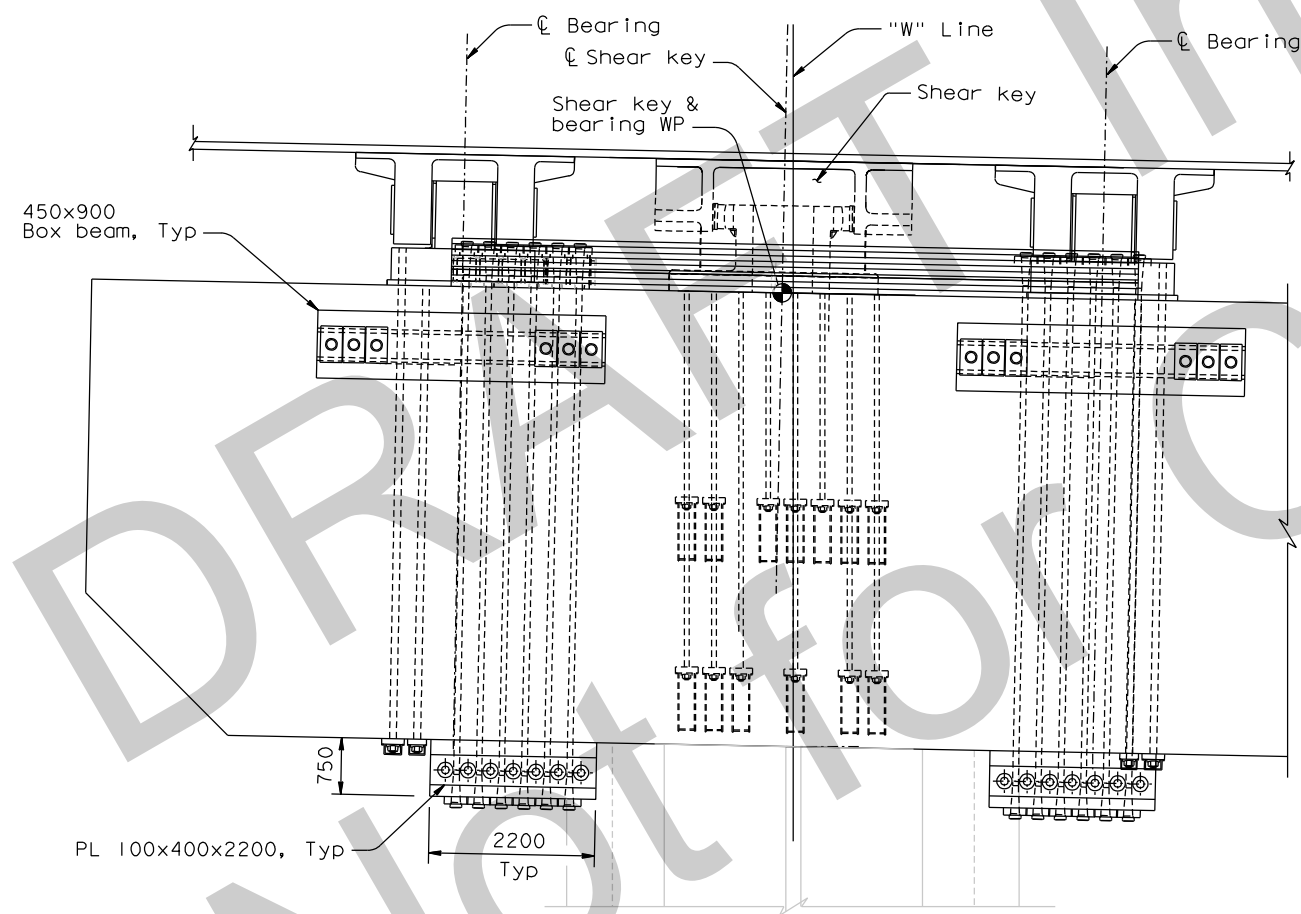 ℄ Bearing
"W" Line
℄ Bearing
℄ Shear key
Shear key &
bearing WP
Shear key
450x900
Box beam, Typ
750
PL 100x400x2200, Typ
2200
Typ
DRAFT
Not for